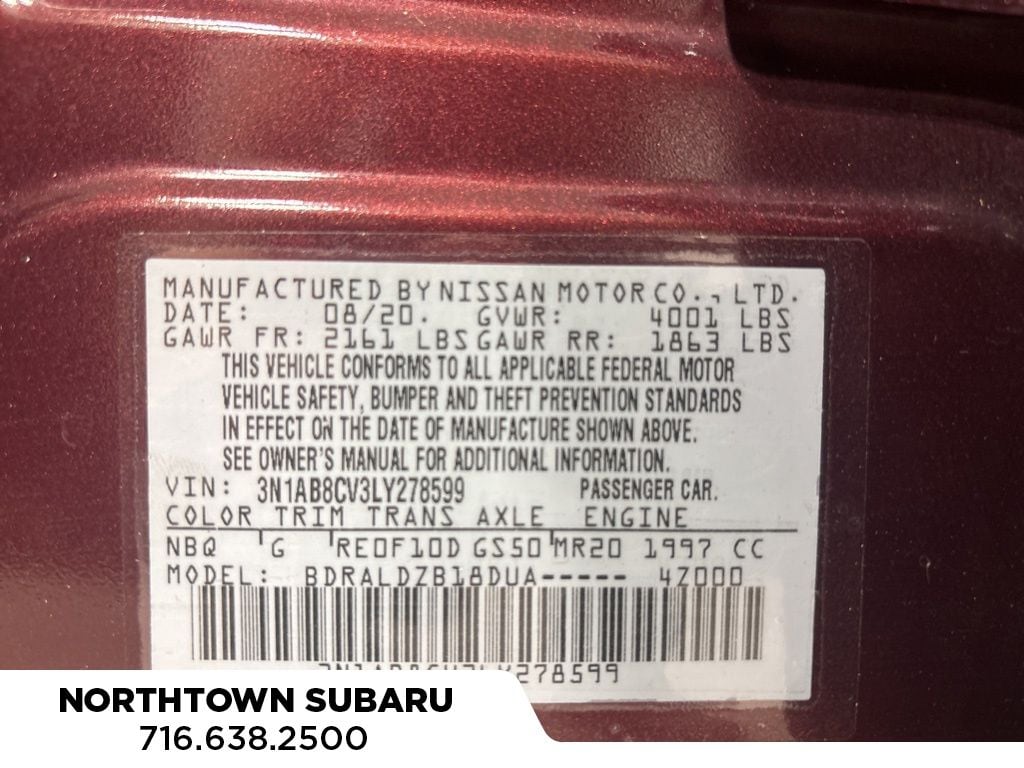 MANUFACTURED BY NISSAN MOTOR CO., LTD.
DATE: 08/20. GVWR: 4001 LBS
GAWR FR: 2161 LBS GAWR RR: 1863 LBS
THIS VEHICLE CONFORMS TO ALL APPLICABLE FEDERAL MOTOR
VEHICLE SAFETY, BUMPER AND THEFT PREVENTION STANDARDS
IN EFFECT ON THE DATE OF MANUFACTURE SHOWN ABOVE.
SEE OWNER'S MANUAL FOR ADDITIONAL INFORMATION.
VIN: 3N1AB8CV3LY278599 PASSENGER CAR.
COLOR TRIM TRANS AXLE ENGINE
NBQ G RE0F10D GS50 MR20 1997 CC
MODEL: BDRALDZB18DUA----- 4Z000
3N1AB8CV3LY278599
NORTHTOWN SUBARU
716.638.2500